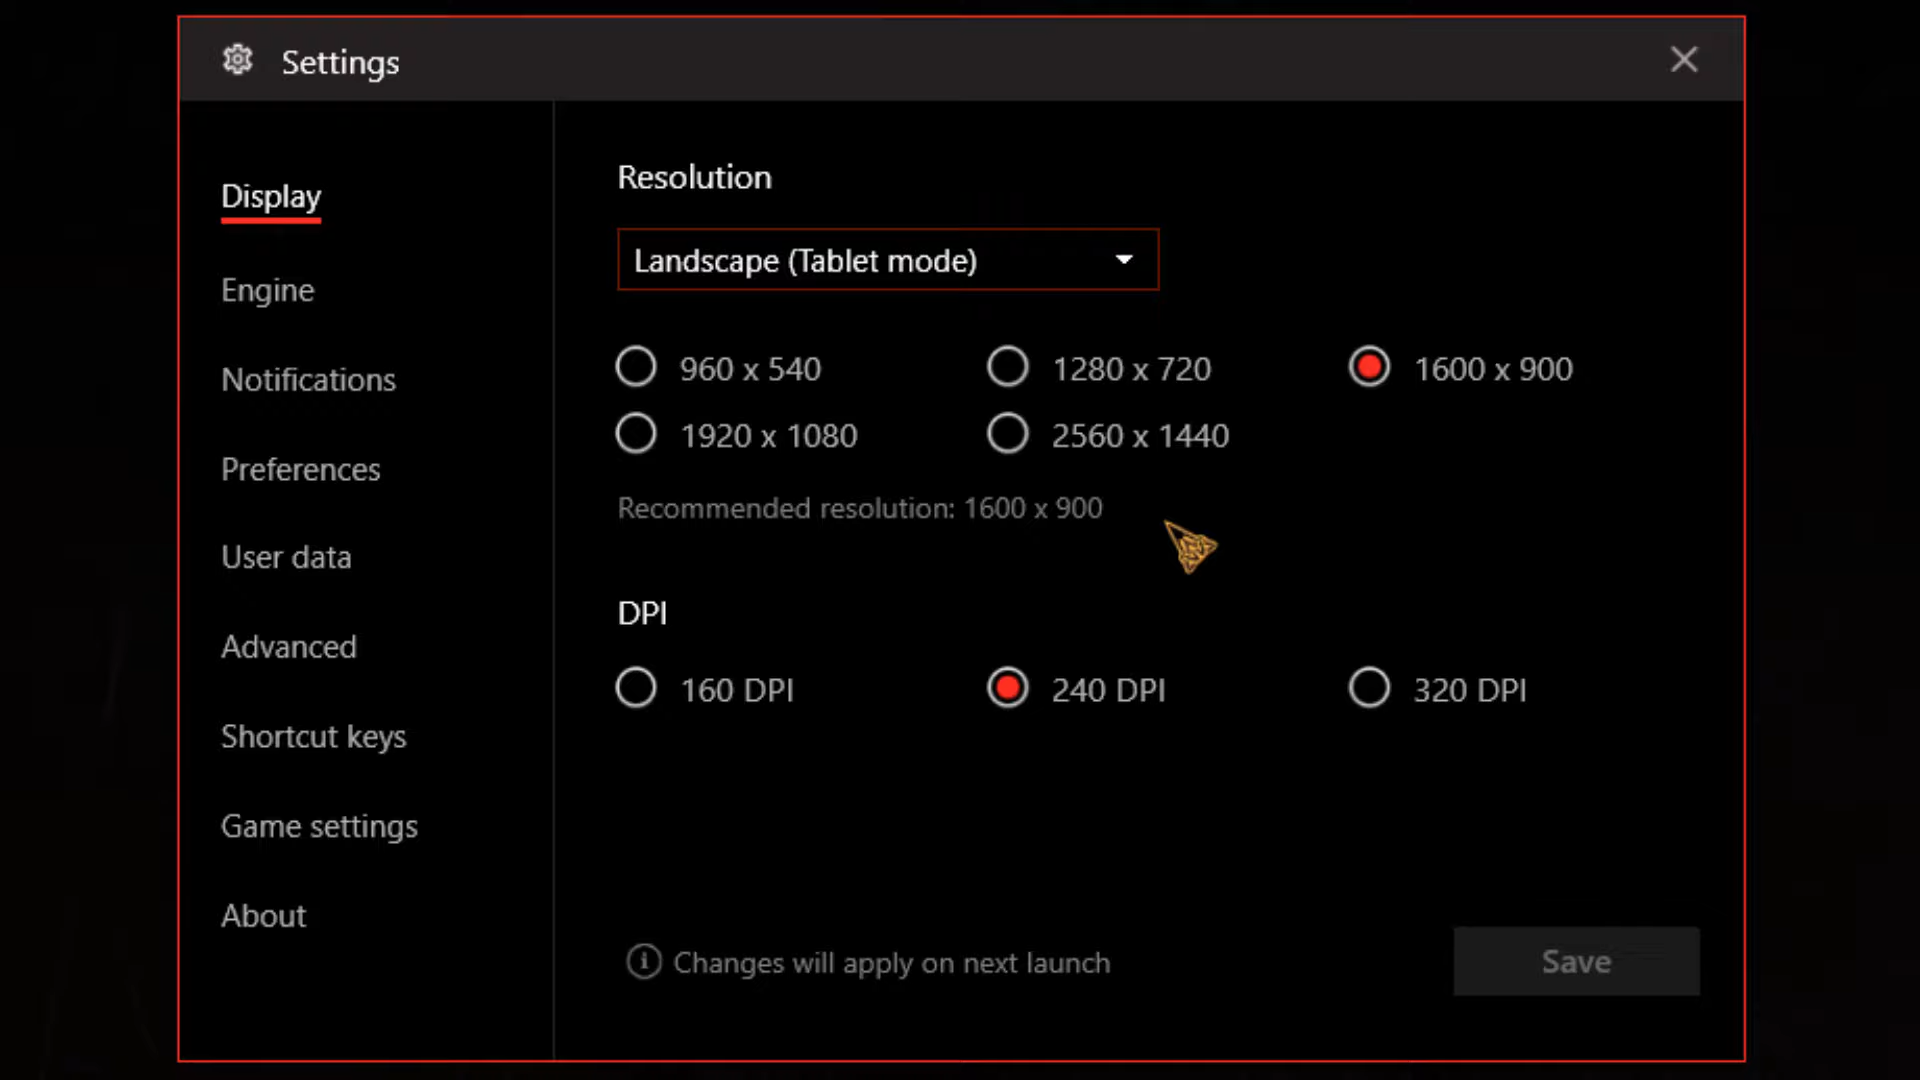 Settings
Display
Engine
Notifications
Preferences
User data
Advanced
Shortcut keys
Game settings
About
Resolution
Landscape (Tablet mode)
960 x 540
1280 x 720
1600 x 900
1920 x 1080
2560 x 1440
Recommended resolution: 1600 x 900
DPI
160 DPI
240 DPI
320 DPI
Changes will apply on next launch
Save